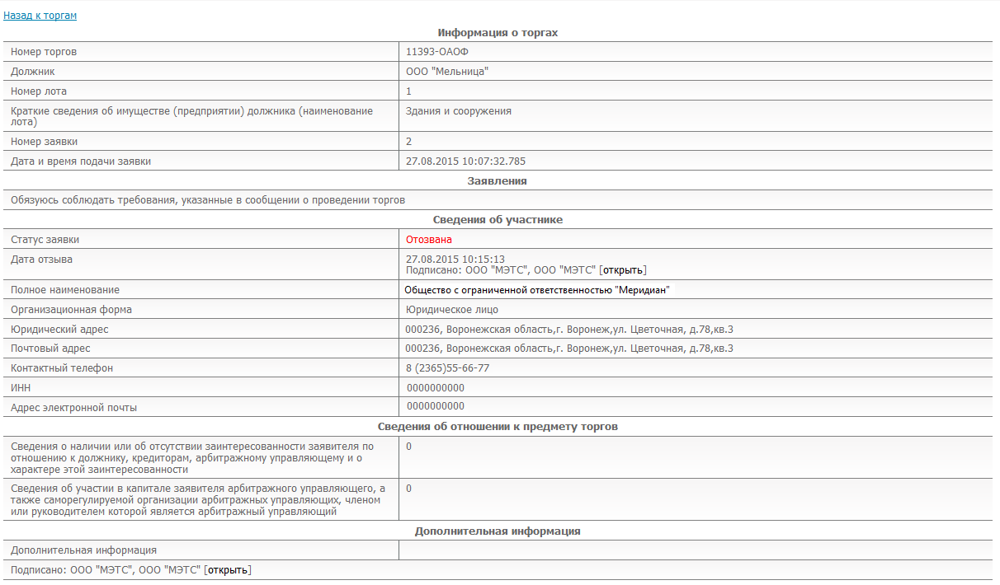 Назад к торгам
Информация о торгах
Номер торгов 11393-ОАОФ
Должник ООО "Мельница"
Номер лота 1
Краткие сведения об имуществе (предприятии) должника (наименование Здания и сооружения
лота)
Номер заявки 2
Дата и время подачи заявки 27.08.2015 10:07:32.785
Заявления
Обязуюсь соблюдать требования, указанные в сообщении о проведении торгов
Сведения об участнике
Статус заявки Отозвана
Дата отзыва 27.08.2015 10:15:13
Подписано: ООО "МЭТС", ООО "МЭТС" [открыть]
Полное наименование Общество с ограниченной ответственностью "Меридиан"
Организационная форма Юридическое лицо
Юридический адрес 000236, Воронежская область,г. Воронеж,ул. Цветочная, д.78,кв.3
Почтовый адрес 000236, Воронежская область,г. Воронеж,ул. Цветочная, д.78,кв.3
Контактный телефон 8 (2365)55-66-77
ИНН 0000000000
Адрес электронной почты 0000000000
Сведения об отношении к предмету торгов
Сведения о наличии или об отсутствии заинтересованности заявителя по 0
отношению к должнику, кредиторам, арбитражному управляющему и о
характере этой заинтересованности
Сведения об участии в капитале заявителя арбитражного управляющего, а 0
также саморегулируемой организации арбитражных управляющих, членом
или руководителем которой является арбитражный управляющий
Дополнительная информация
Дополнительная информация
Подписано: ООО "МЭТС", ООО "МЭТС" [открыть]